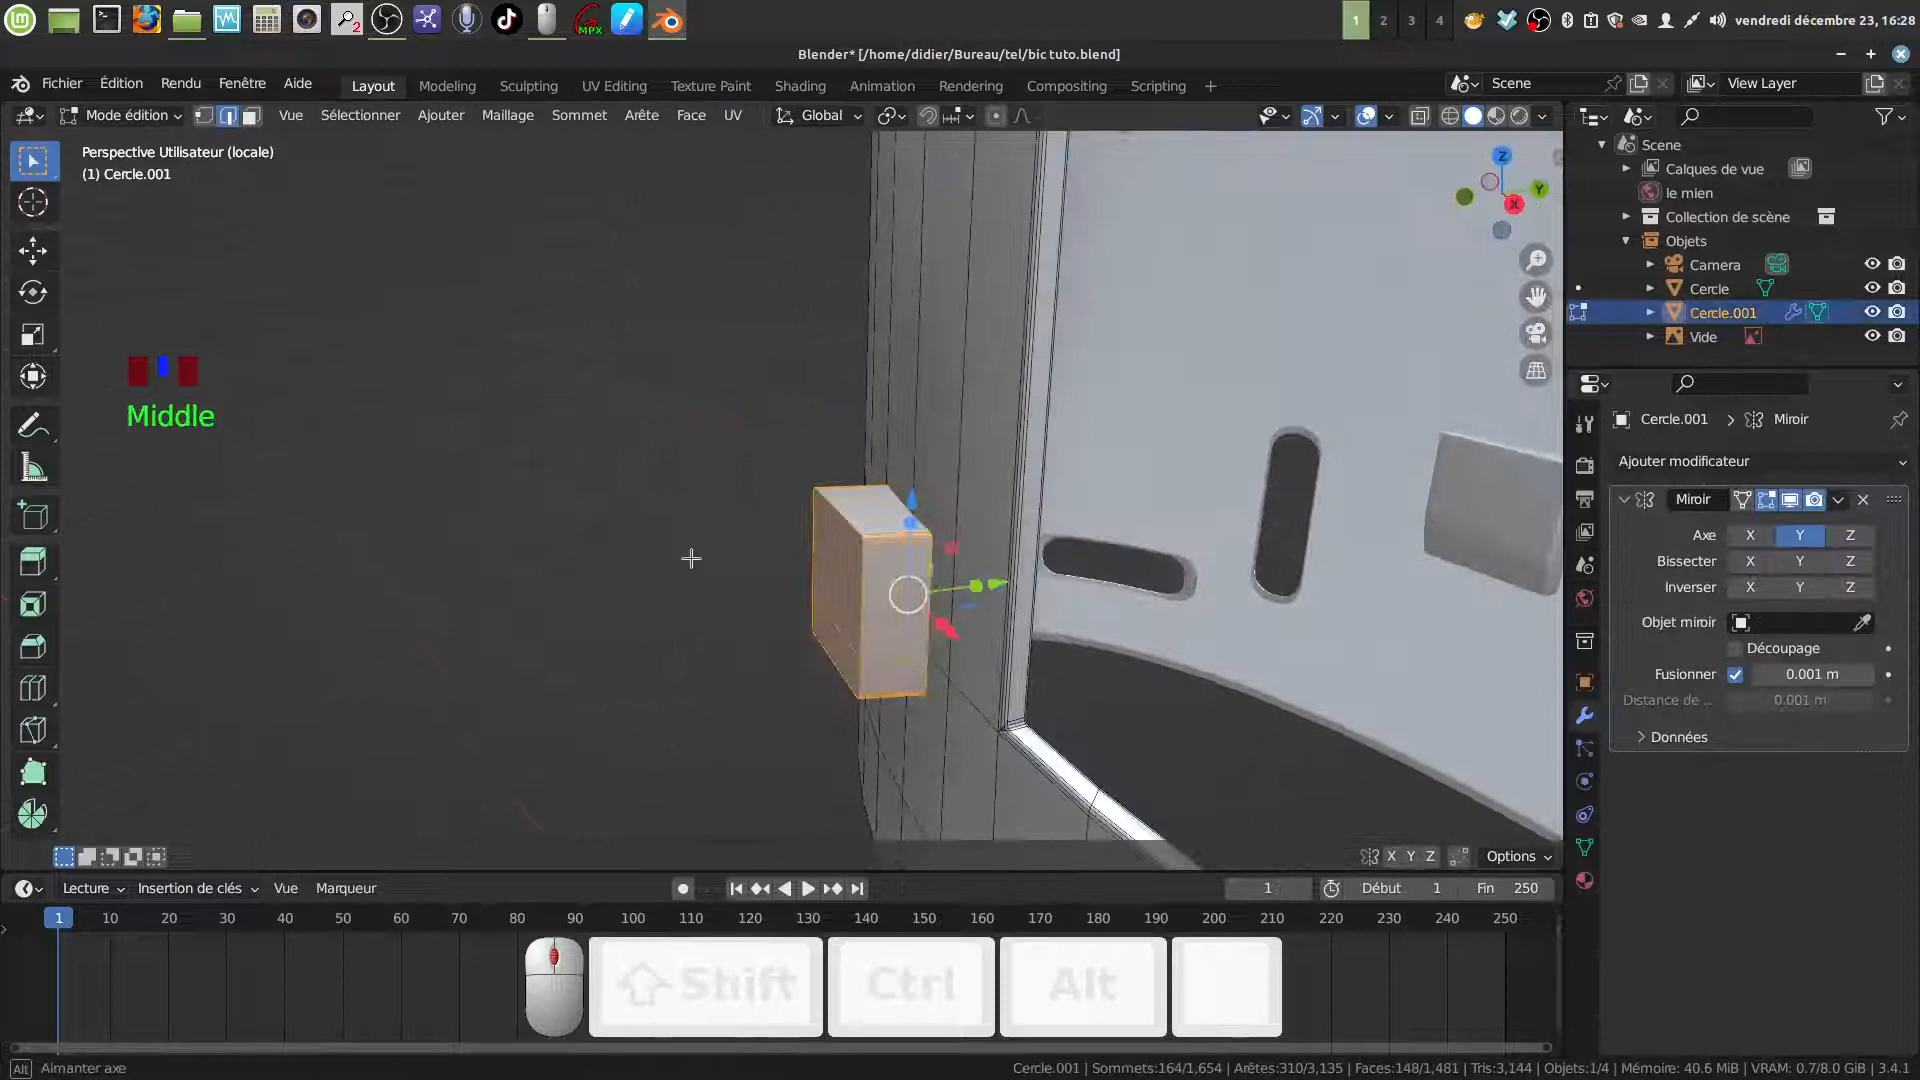 1 2 3 4
vendredi décembre 23, 16:28
Blender* [/home/didier/Bureau/tel/bic tuto.blend]
Fichier Édition Rendu Fenêtre Aide Layout Modeling Sculpting UV Editing Texture Paint Shading Animation Rendering Compositing Scripting + Scene View Layer
Mode édition Vue Sélectionner Ajouter Maillage Sommet Arête Face UV Global
Perspective Utilisateur (locale)
(1) Cercle.001
Z
Y
X
Middle
Scene
Calques de vue
le mien
Collection de scène
Objets
Camera
Cercle
Cercle.001
Vide
Cercle.001 > Miroir
Ajouter modificateur
Miroir
Axe X Y Z
Bissecter X Y Z
Inverser X Y Z
Objet miroir
Découpage
Fusionner 0.001 m
Distance de .. 0.001 m
Données
X Y Z Options
Lecture Insertion de clés Vue Marqueur 1 Début 1 Fin 250
1 10 20 30 40 50 60 70 80 90 100 110 120 130 140 150 160 170 180 190 200 210 220 230 240 250
Shift Ctrl Alt
Alt Aimanter axe
Cercle.001 | Sommets:164/1,654 | Arêtes:310/3,135 | Faces:148/1,481 | Tris:3,144 | Objets:1/4 | Mémoire: 40.6 MiB | VRAM: 0.7/8.0 GiB | 3.4.1